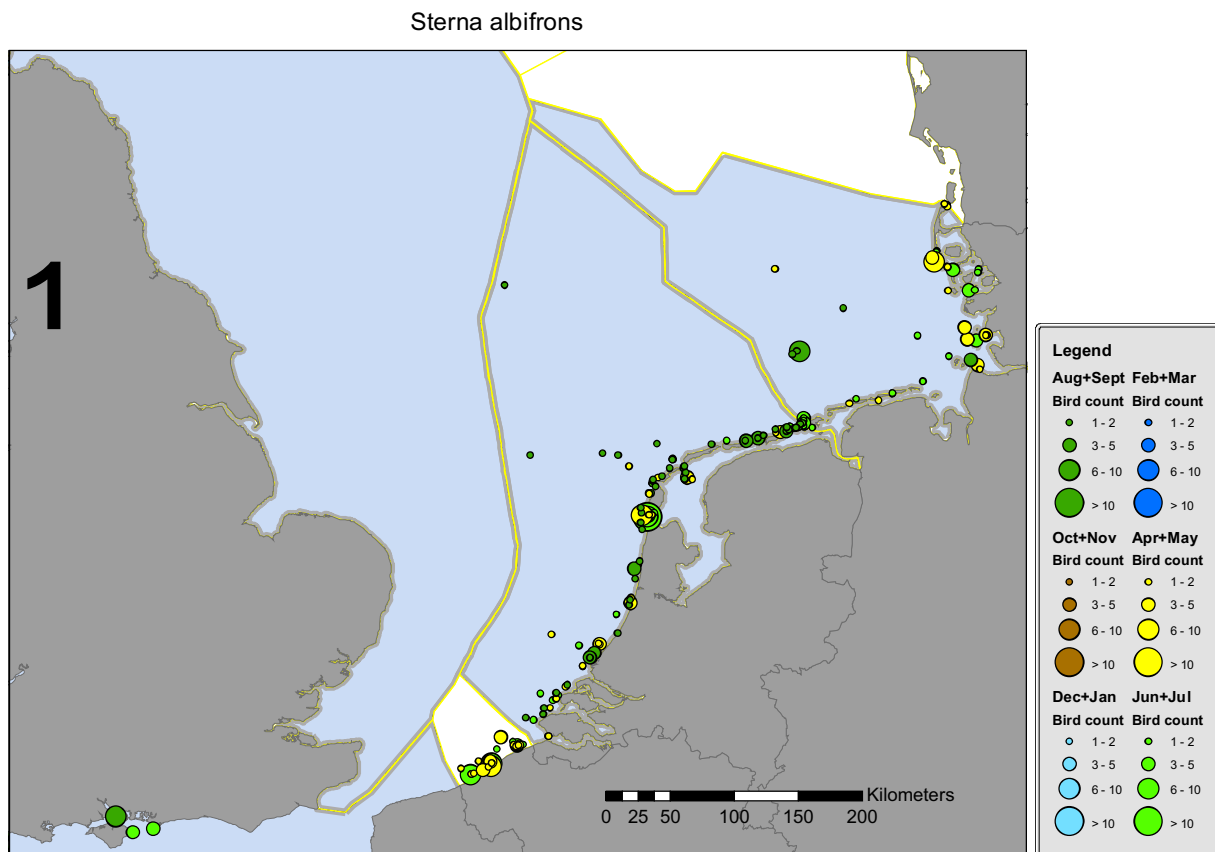 Sterna albifrons
1
Legend
Aug+Sept Feb+Mar
Bird count Bird count
1 - 2 1 - 2
3 - 5 3 - 5
6 - 10 6 - 10
> 10 > 10
Oct+Nov Apr+May
Bird count Bird count
1 - 2 1 - 2
3 - 5 3 - 5
6 - 10 6 - 10
> 10 > 10
Dec+Jan Jun+Jul
Bird count Bird count
1 - 2 1 - 2
3 - 5 3 - 5
6 - 10 6 - 10
> 10 > 10
Kilometers
0 25 50 100 150 200